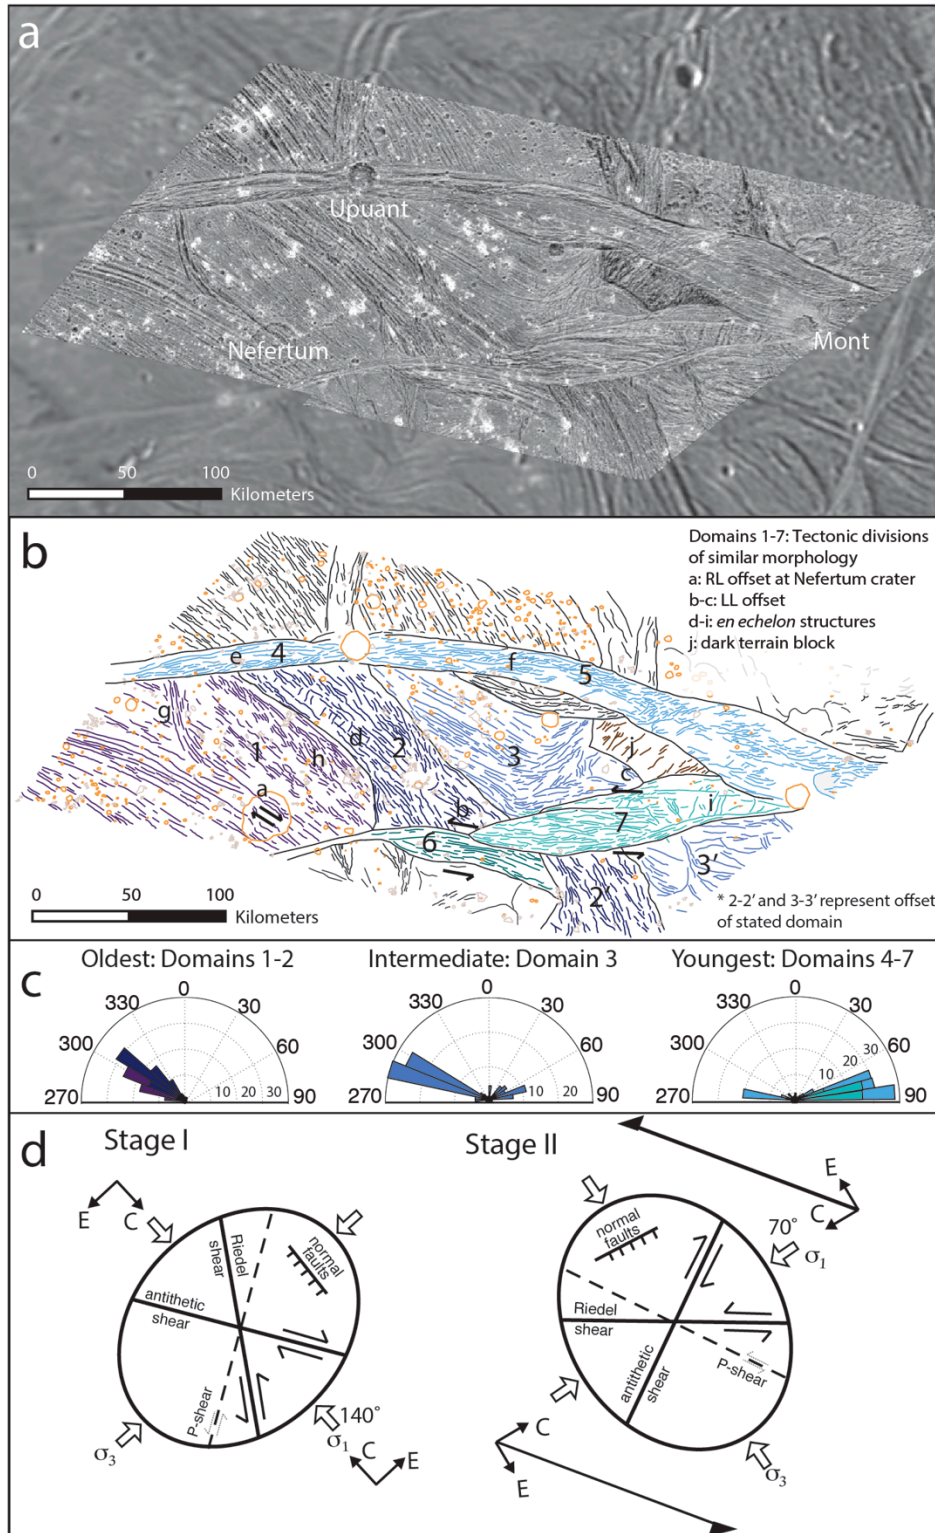 a
Upuant
Nefertum
Mont
0 50 100
Kilometers
b
Domains 1-7: Tectonic divisions
of similar morphology
a: RL offset at Nefertum crater
b-c: LL offset
d-i: en echelon structures
j: dark terrain block
e 4 f 5
g 1 h d 2 3 j
a b c i
6 7
2' 3'
0 50 100
Kilometers
* 2-2' and 3-3' represent offset
of stated domain
c
Oldest: Domains 1-2
270 300 330 0 30 60 90
10 20 30
Intermediate: Domain 3
270 300 330 0 30 60 90
10 20 30
Youngest: Domains 4-7
270 300 330 0 30 60 90
10 20 30
d
Stage I
E C
Riedel
shear
normal
faults
antithetic
shear
P-shear
140°
σ1
σ3
C E
Stage II
E
C
normal
faults
70°
σ1
Riedel
shear
antithetic
shear
P-shear
C
E
σ3